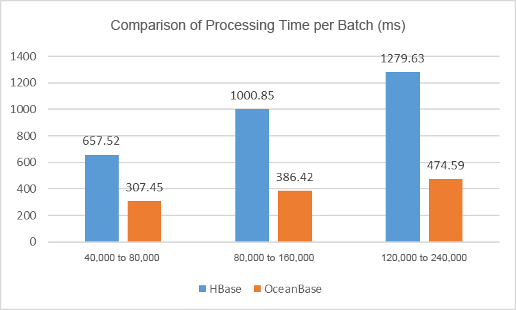 Comparison of Processing Time per Batch (ms)
1400
1200
1000
800
600
400
200
0
657.52
307.45
1000.85
386.42
1279.63
474.59
40,000 to 80,000
80,000 to 160,000
120,000 to 240,000
HBase
OceanBase